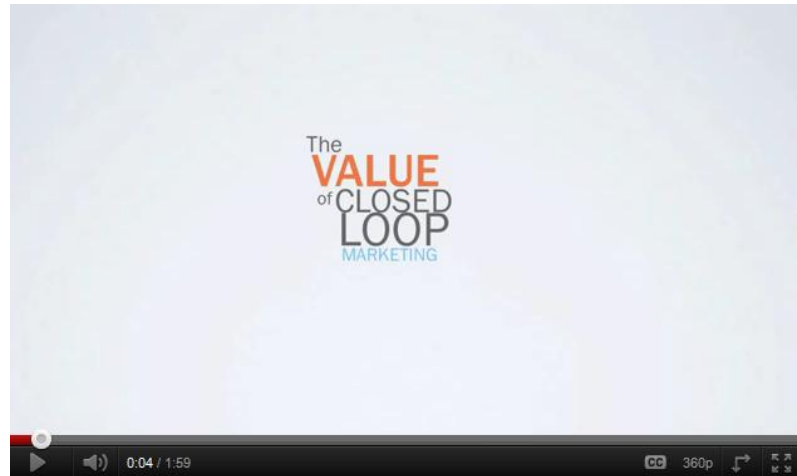 The
VALUE
of CLOSED
LOOP
MARKETING
0:04 / 1:59 CC 360p